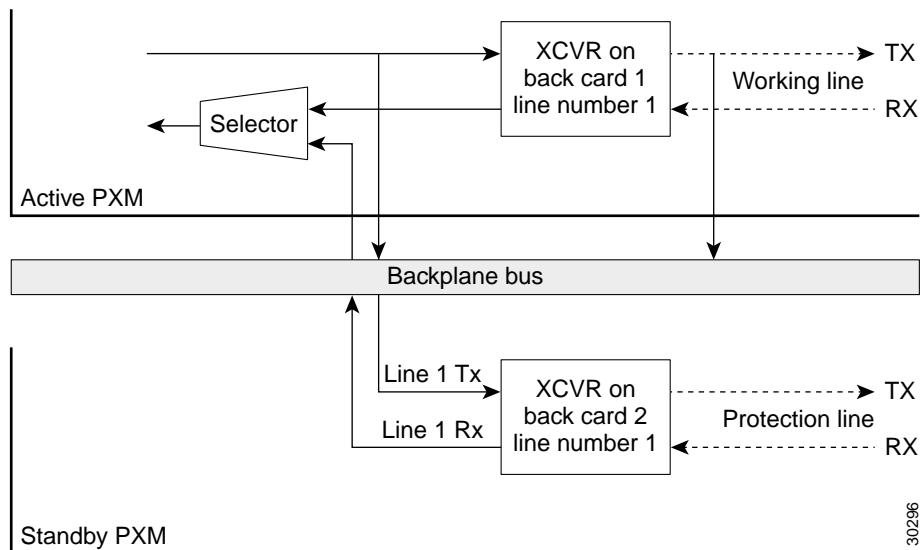 XCVR on
back card 1
line number 1
TX
Working line
RX
Selector
Active PXM
Backplane bus
Line 1 Tx
Line 1 Rx
XCVR on
back card 2
line number 1
TX
Protection line
RX
Standby PXM
30296